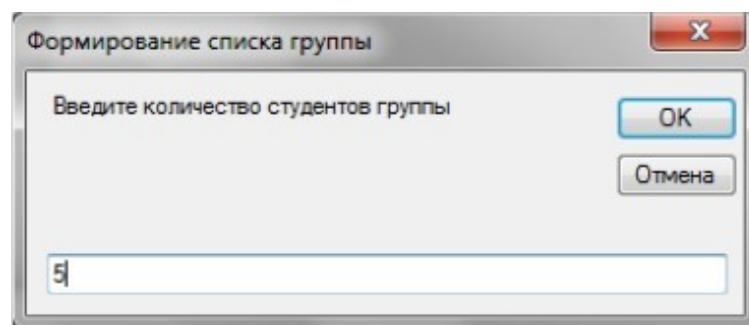 Формирование списка группы
Введите количество студентов группы
OK
Отмена
5